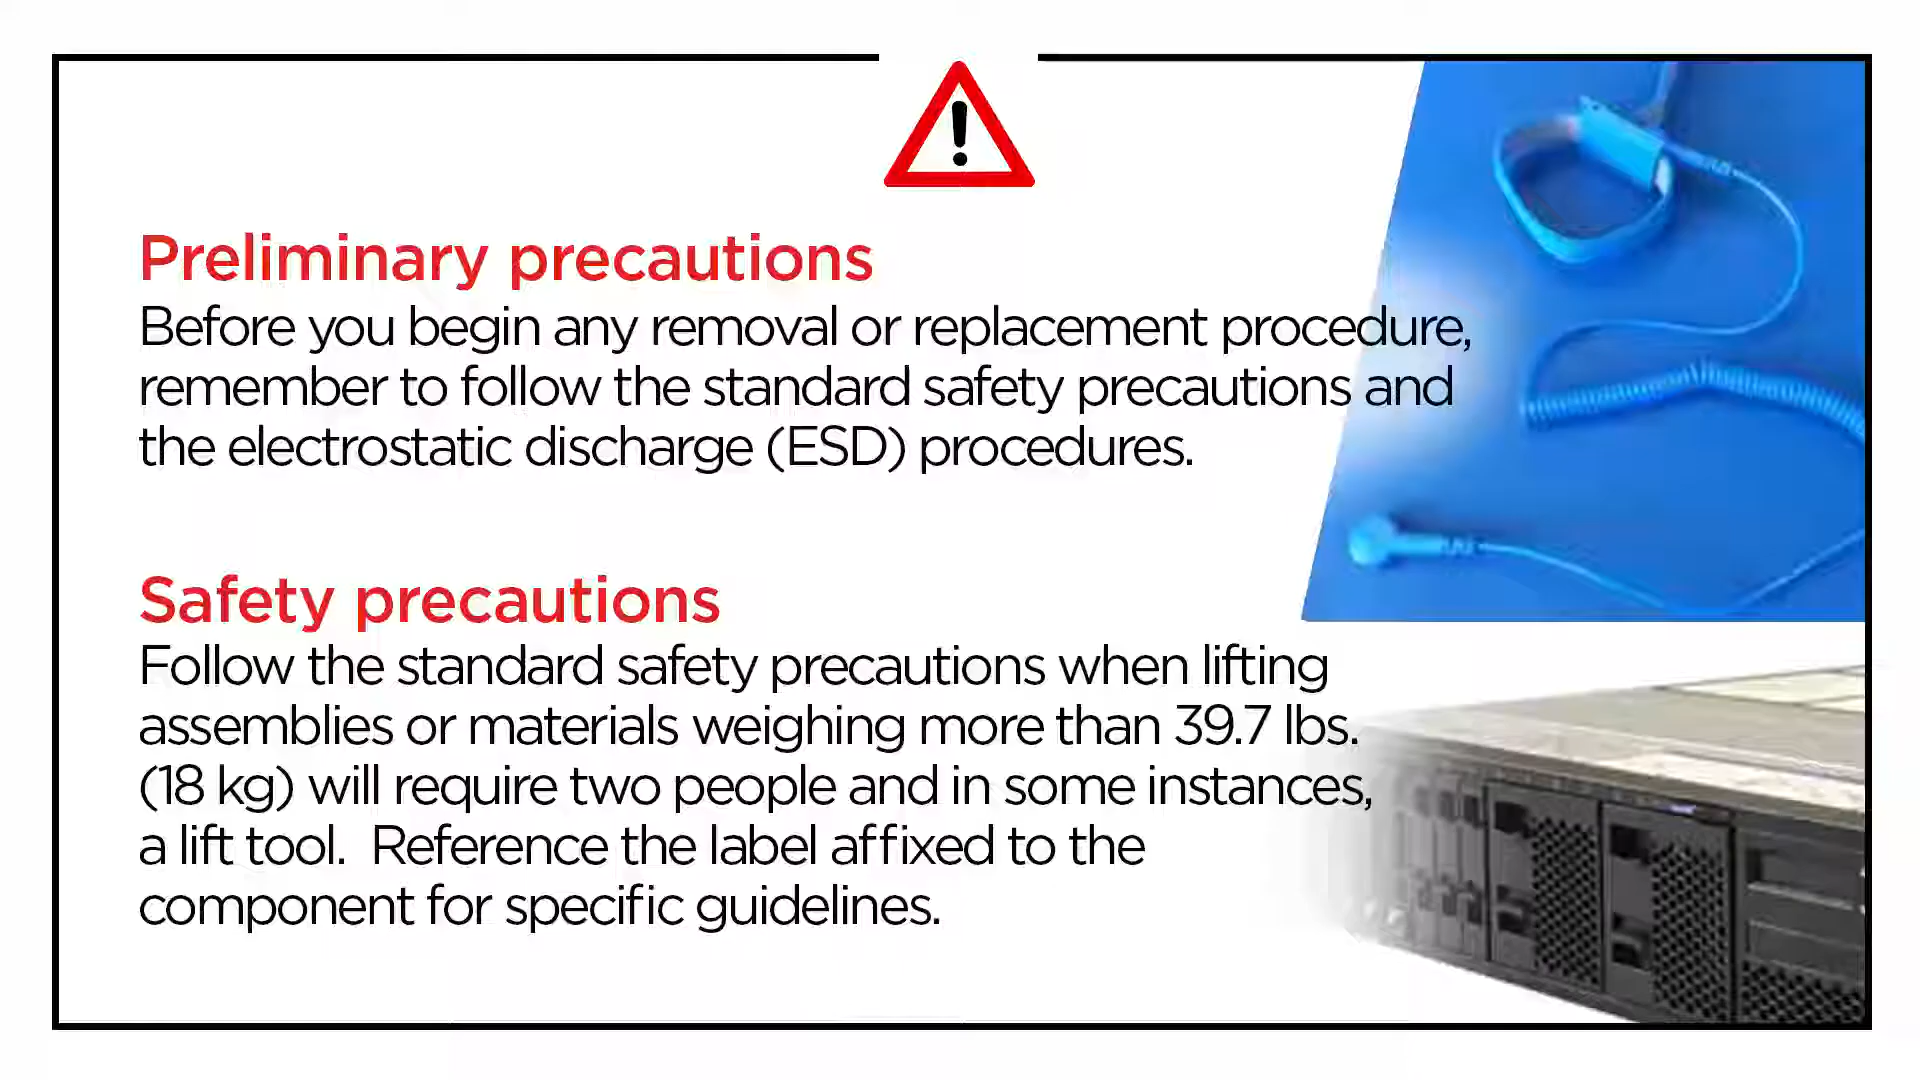 Preliminary precautions
Before you begin any removal or replacement procedure,
remember to follow the standard safety precautions and
the electrostatic discharge (ESD) procedures.
Safety precautions
Follow the standard safety precautions when lifting
assemblies or materials weighing more than 39.7 lbs.
(18 kg) will require two people and in some instances,
a lift tool.  Reference the label affixed to the
component for specific guidelines.